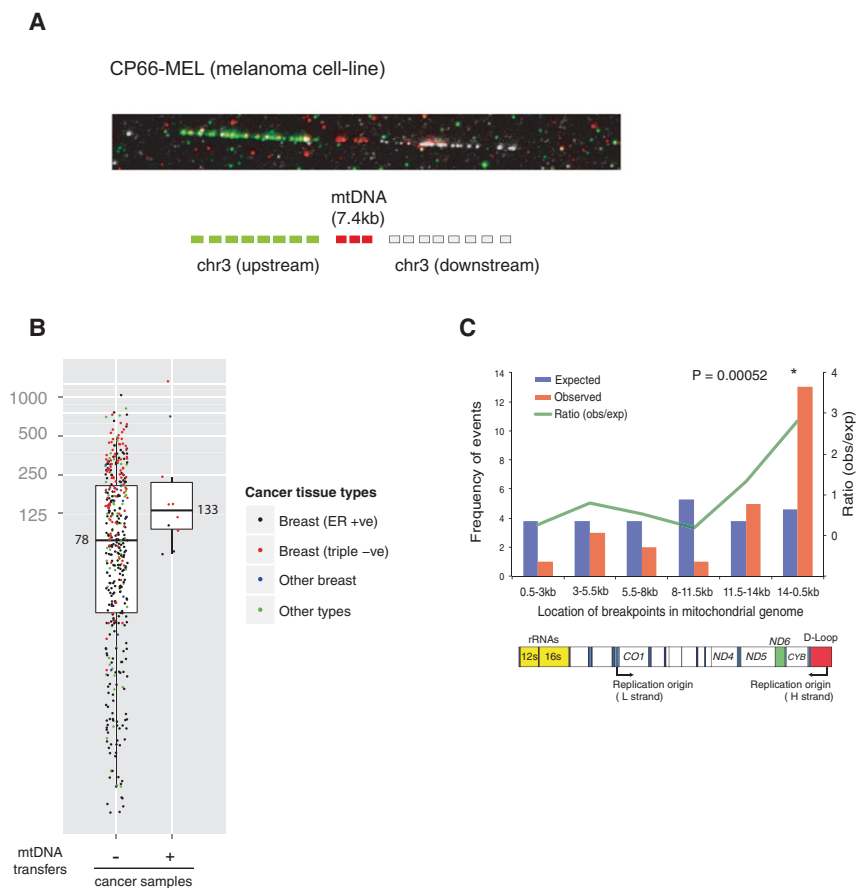 A
CP66-MEL (melanoma cell-line)
mtDNA
(7.4kb)
chr3 (upstream)
chr3 (downstream)
B
1000
500
250
125
78
133
Cancer tissue types
Breast (ER +ve)
Breast (triple −ve)
Other breast
Other types
mtDNA
transfers
- +
cancer samples
C
Expected
Observed
Ratio (obs/exp)
P = 0.00052 *
Frequency of events
14
12
10
8
6
4
2
0
4
3
2
1
0
Ratio (obs/exp)
0.5-3kb 3-5.5kb 5.5-8kb 8-11.5kb 11.5-14kb 14-0.5kb
Location of breakpoints in mitochondrial genome
rRNAs ND6 D-Loop
12s 16s CO1 ND4 ND5 CYB
Replication origin
( L strand)
Replication origin
( H strand)